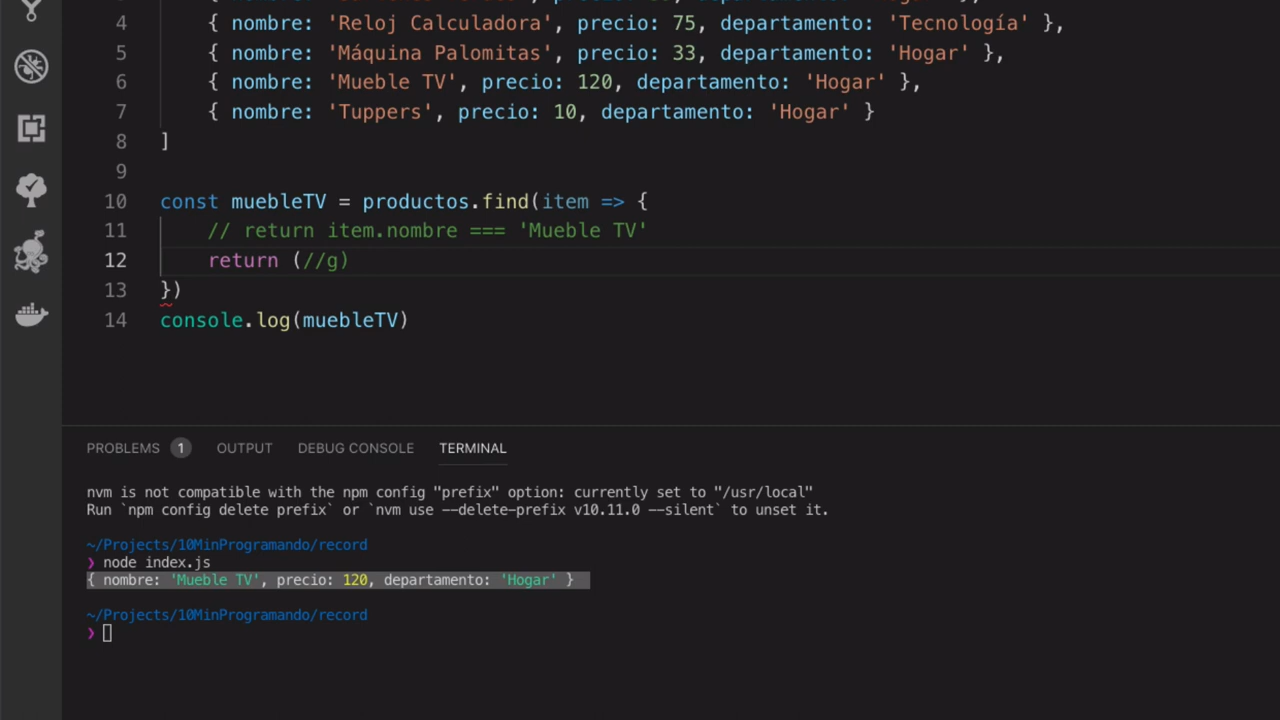 4 { nombre: 'Reloj Calculadora', precio: 75, departamento: 'Tecnología' },
5 { nombre: 'Máquina Palomitas', precio: 33, departamento: 'Hogar' },
6 { nombre: 'Mueble TV', precio: 120, departamento: 'Hogar' },
7 { nombre: 'Tuppers', precio: 10, departamento: 'Hogar' }
8 ]
9
10 const muebleTV = productos.find(item => {
11 // return item.nombre === 'Mueble TV'
12 return (//g)
13 })
14 console.log(muebleTV)
PROBLEMS 1 OUTPUT DEBUG CONSOLE TERMINAL
nvm is not compatible with the npm config "prefix" option: currently set to "/usr/local"
Run `npm config delete prefix` or `nvm use --delete-prefix v10.11.0 --silent` to unset it.
~/Projects/10MinProgramando/record
❯ node index.js
{ nombre: 'Mueble TV', precio: 120, departamento: 'Hogar' }
~/Projects/10MinProgramando/record
❯